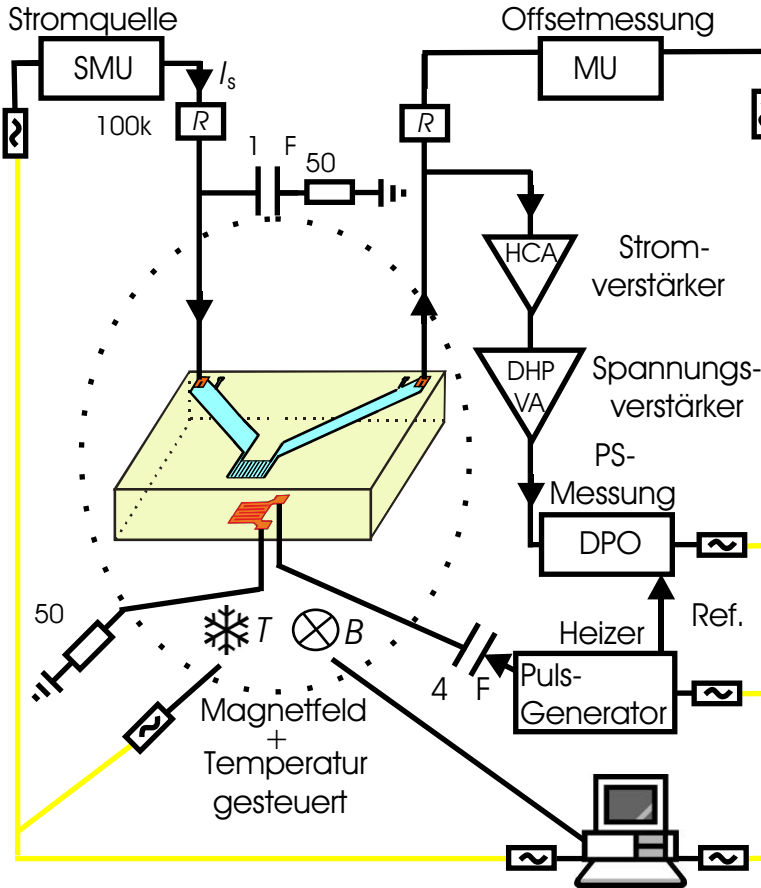 Stromquelle
Offsetmessung
SMU
MU
Is
100k
R
R
1 F
50
HCA
Strom-
verstärker
DHP
VA
Spannungs-
verstärker
PS-
Messung
DPO
50
T
B
Heizer
Ref.
4 F
Puls-
Generator
Magnetfeld
+
Temperatur
gesteuert